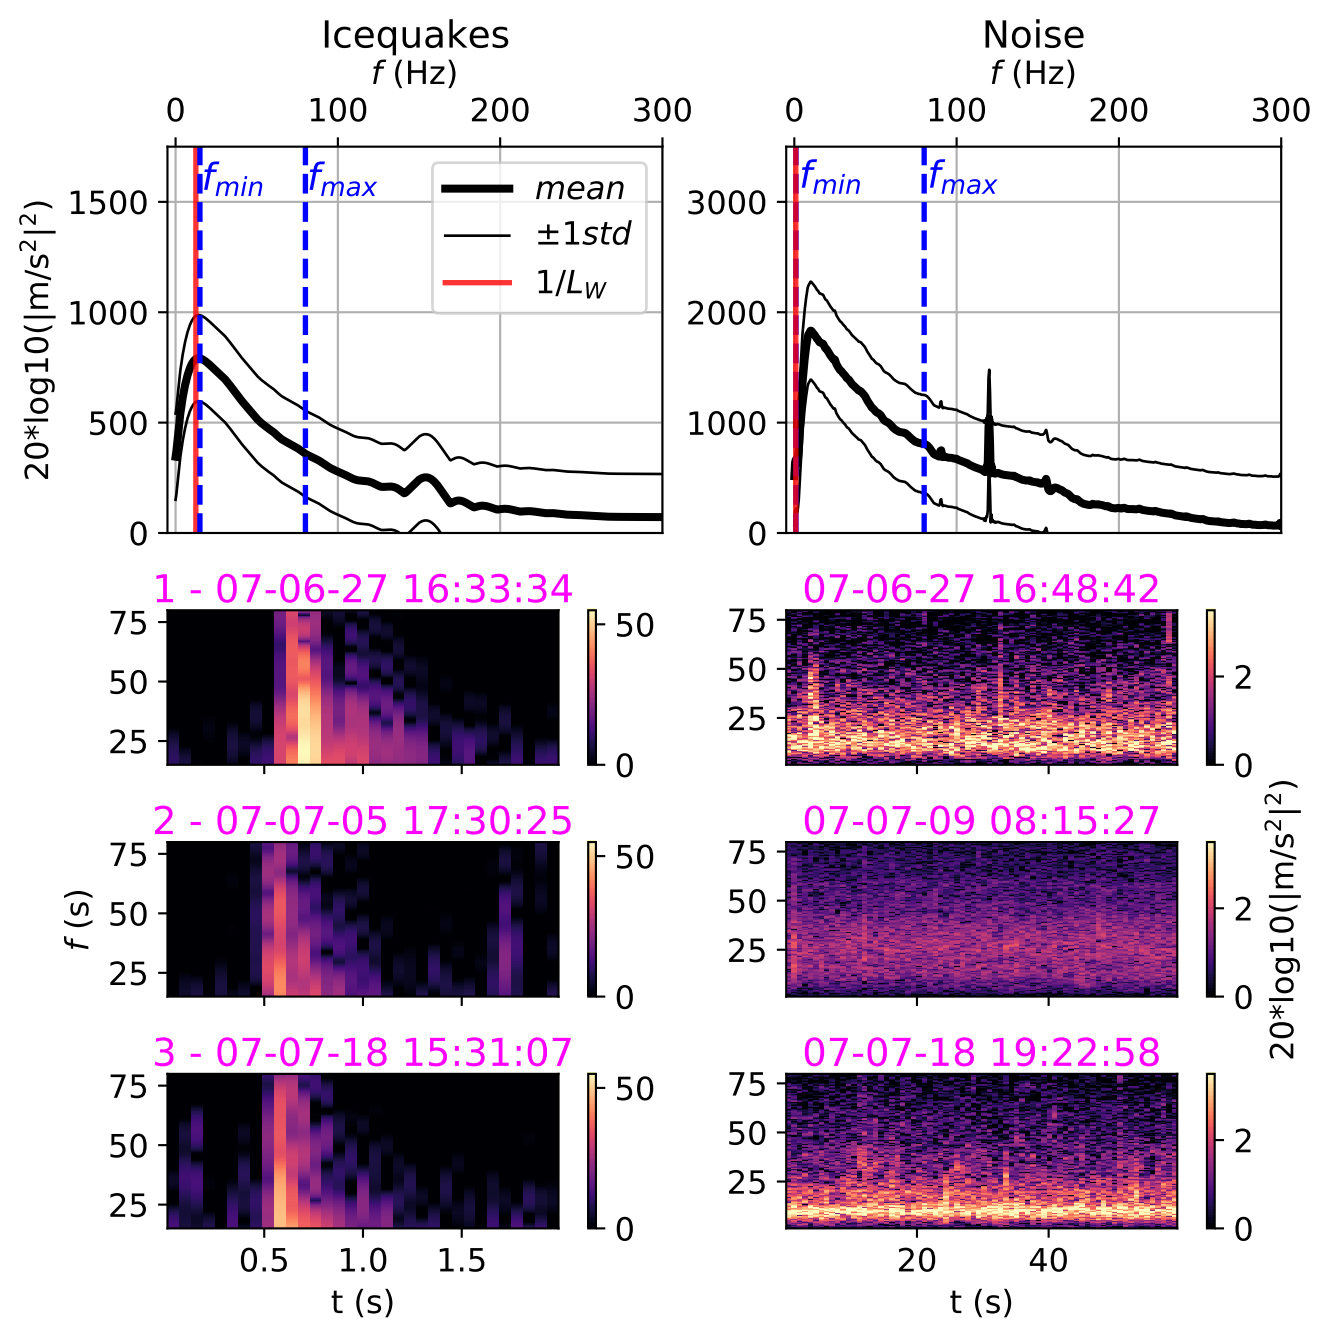 Icequakes
f (Hz)
0 100 200 300
20*log10(|m/s²|²)
1500
1000
500
0
f_min
f_max
mean
±1std
1/L_W
Noise
f (Hz)
0 100 200 300
3000
2000
1000
0
f_min
f_max
1 - 07-06-27 16:33:34
75
50
25
50
0
07-06-27 16:48:42
75
50
25
2
0
2 - 07-07-05 17:30:25
f (s)
75
50
25
50
0
07-07-09 08:15:27
75
50
25
2
0
20*log10(|m/s²|²)
3 - 07-07-18 15:31:07
75
50
25
50
0
0.5 1.0 1.5
t (s)
07-07-18 19:22:58
75
50
25
2
0
20 40
t (s)